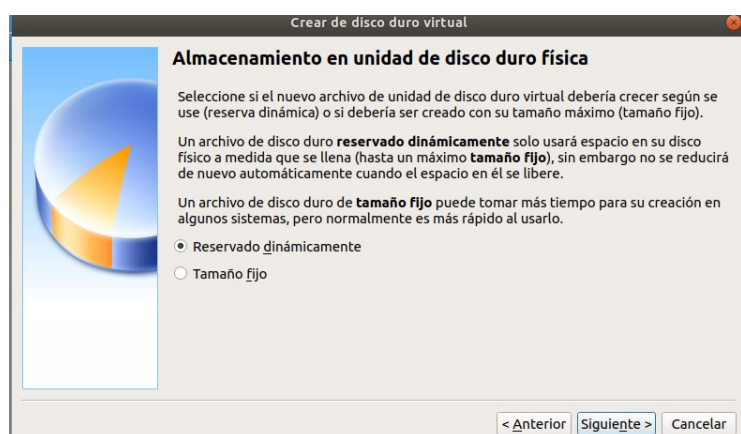 Crear de disco duro virtual
Almacenamiento en unidad de disco duro física
Seleccione si el nuevo archivo de unidad de disco duro virtual debería crecer según se
use (reserva dinámica) o si debería ser creado con su tamaño máximo (tamaño fijo).
Un archivo de disco duro reservado dinámicamente solo usará espacio en su disco
físico a medida que se llena (hasta un máximo tamaño fijo), sin embargo no se reducirá
de nuevo automáticamente cuando el espacio en él se libere.
Un archivo de disco duro de tamaño fijo puede tomar más tiempo para su creación en
algunos sistemas, pero normalmente es más rápido al usarlo.
Reservado dinámicamente
Tamaño fijo
< Anterior Siguiente > Cancelar